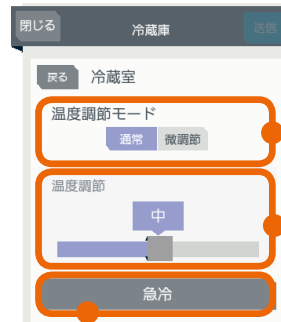 閉じる 冷蔵庫 送信
戻る 冷蔵室
温度調節モード
通常 微調節
温度調節
中
急冷